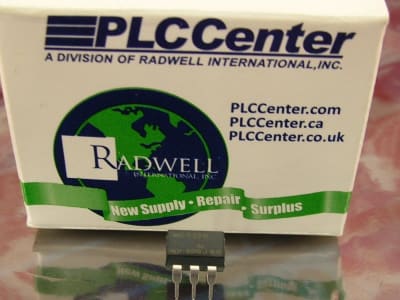 PLCCenter
A DIVISION OF RADWELL INTERNATIONAL, INC.
PLCCenter.com
PLCCenter.ca
PLCCenter.co.uk
RADWELL
INTERNATIONAL, INC.
New Supply • Repair • Surplus